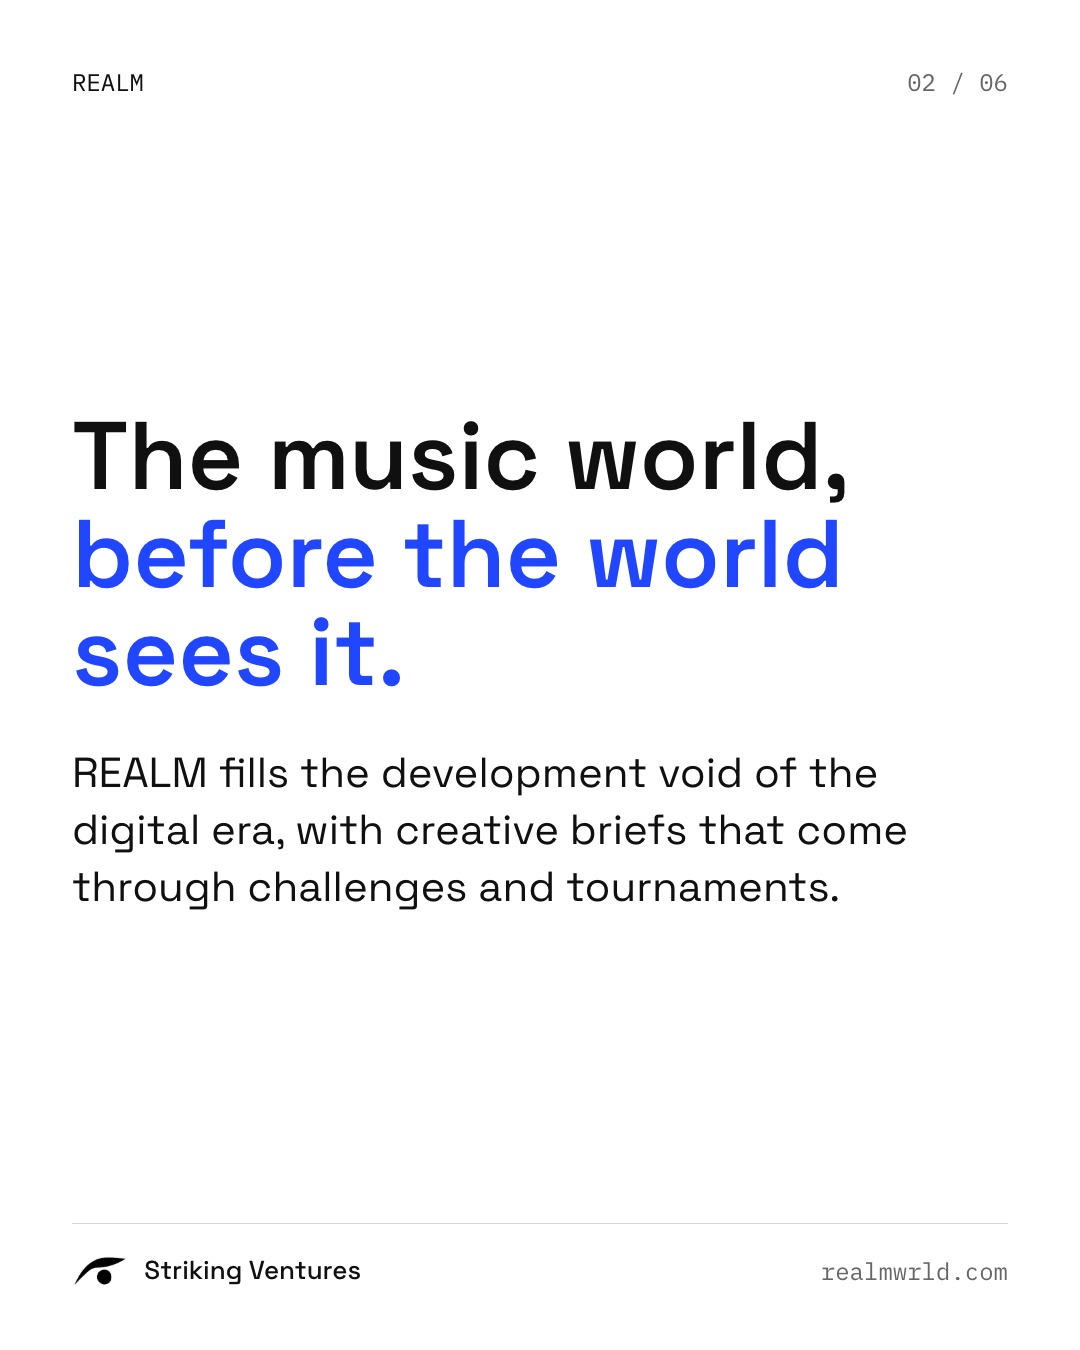 REALM
02 / 06
The music world,
before the world
sees it.
REALM fills the development void of the
digital era, with creative briefs that come
through challenges and tournaments.
Striking Ventures
realmwrld.com